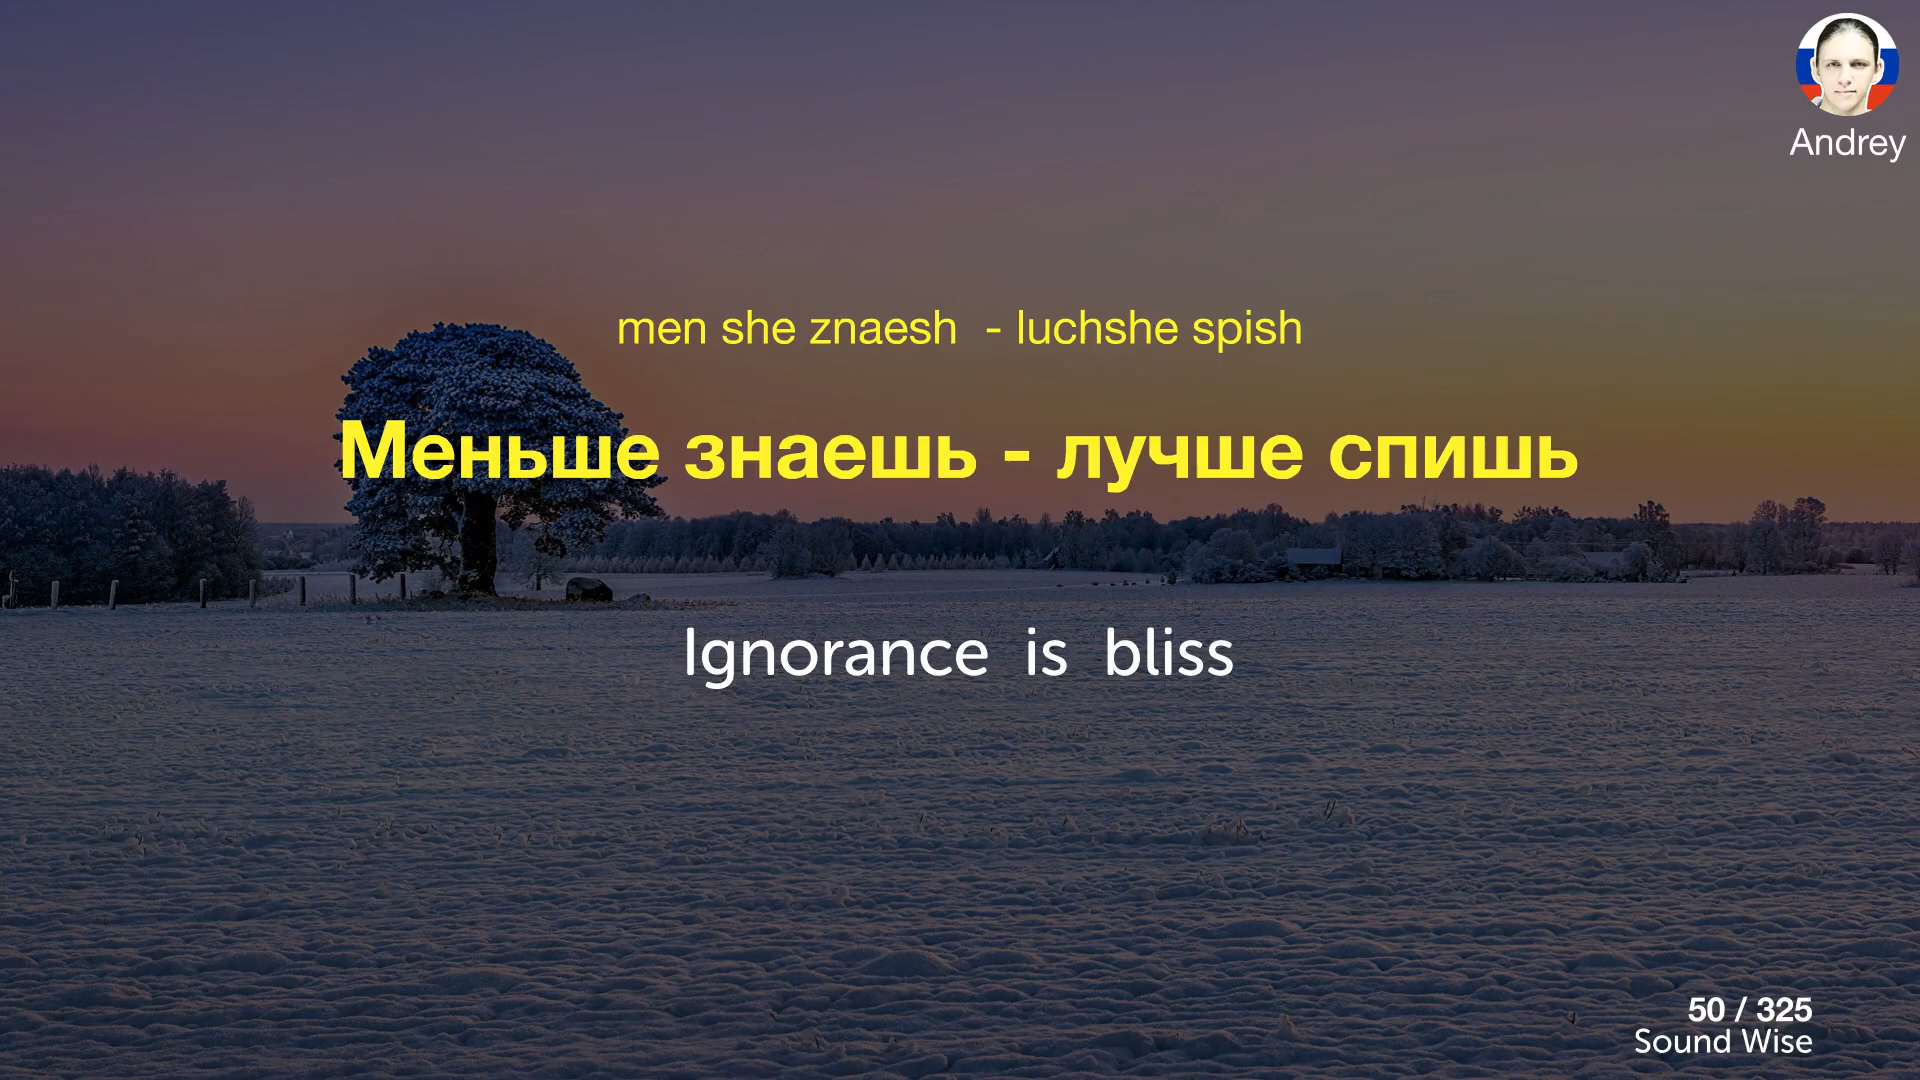 Andrey
men she znaesh  - luchshe spish
Меньше знаешь - лучше спишь
Ignorance is bliss
50 / 325
Sound Wise